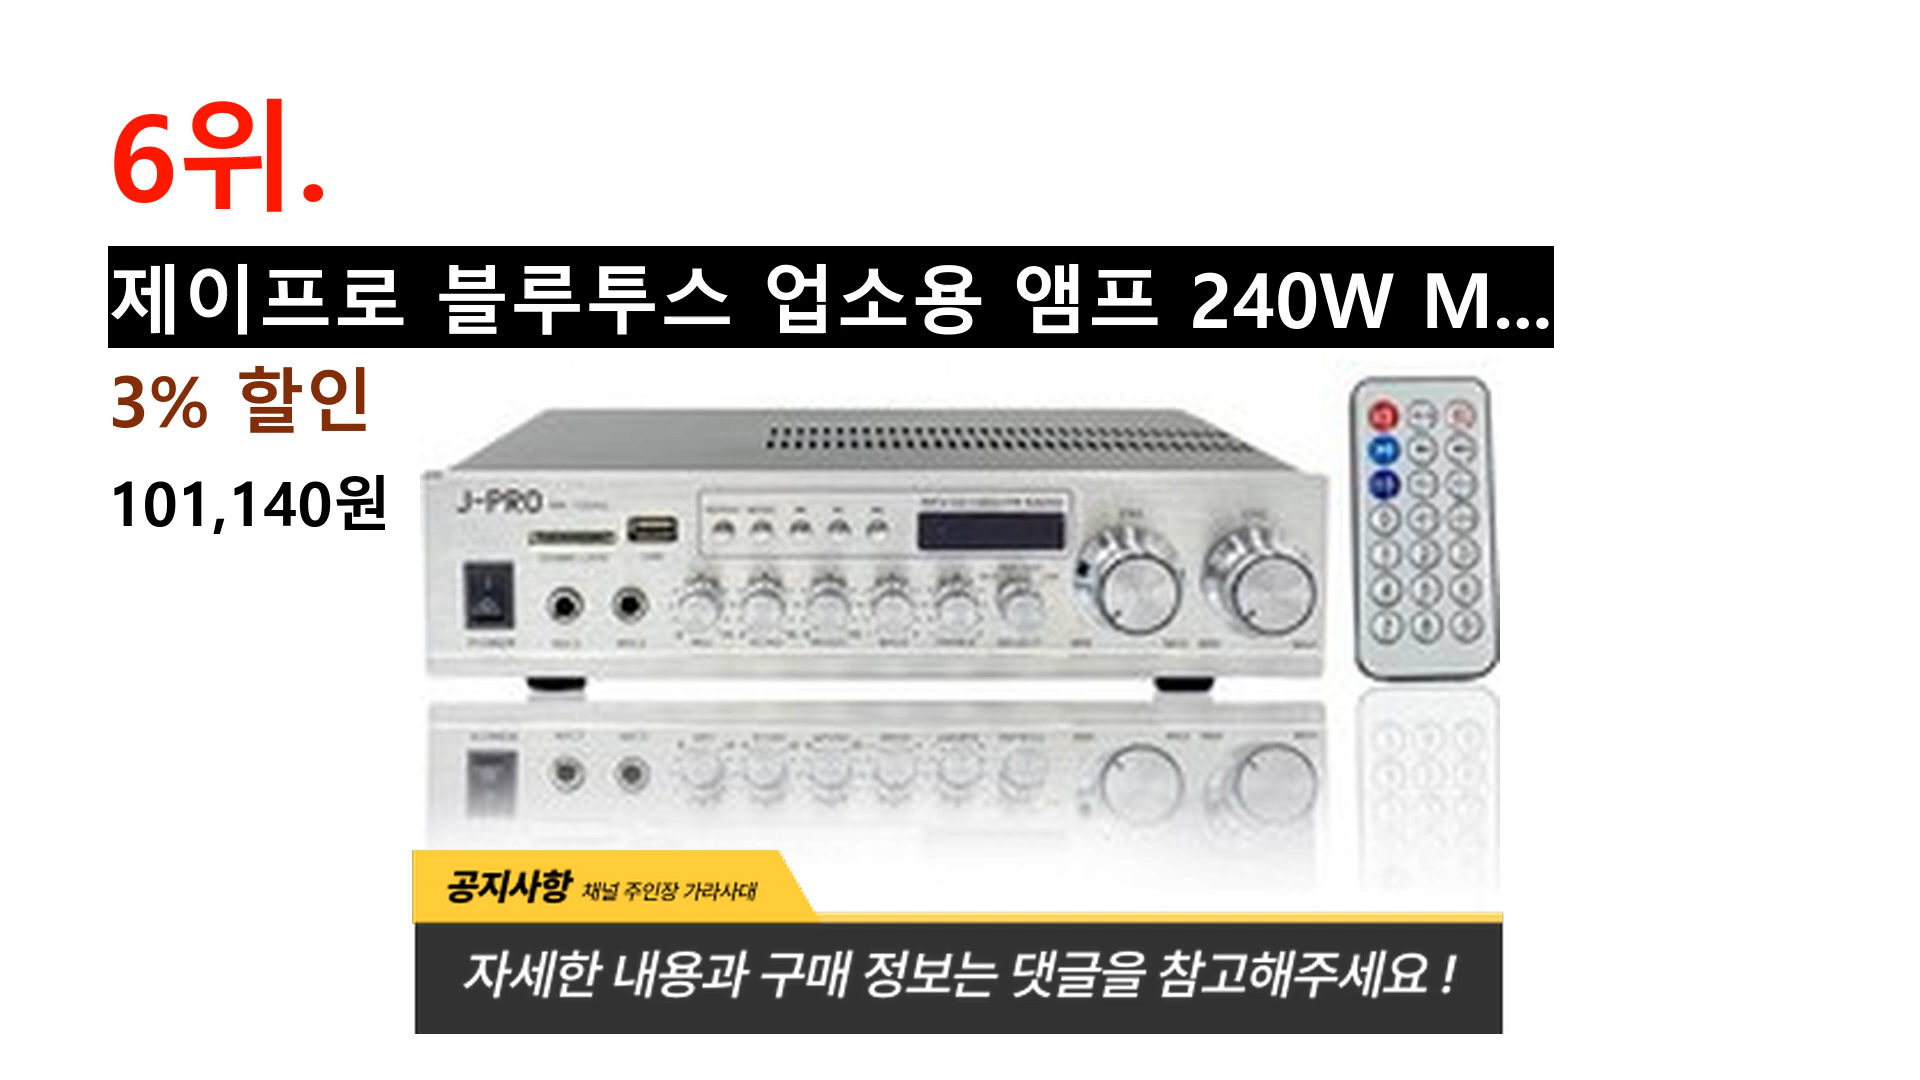 6위.
제이프로 블루투스 업소용 앰프 240W M...
3% 할인
101,140원
J-PRO
공지사항 채널 주인장 가라사대
자세한 내용과 구매 정보는 댓글을 참고해주세요 !